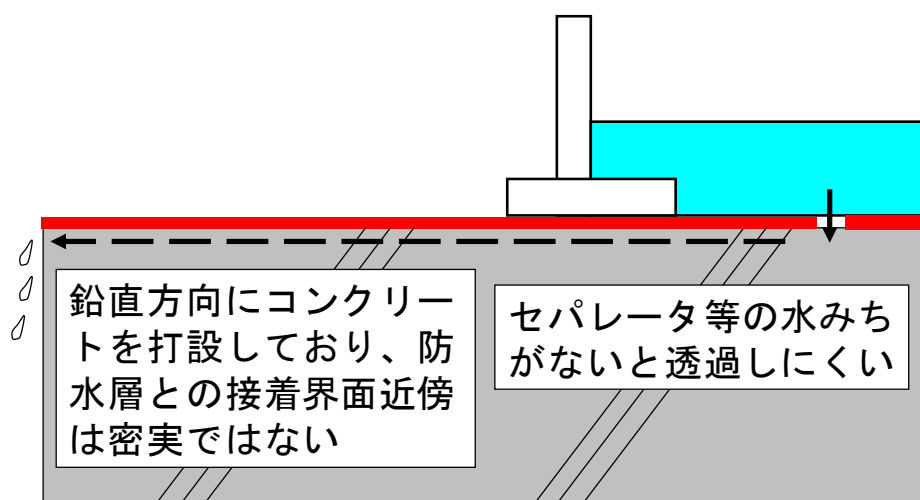 鉛直方向にコンクリー
トを打設しており、防
水層との接着界面近傍
は密実ではない
セパレータ等の水みち
がないと透過しにくい